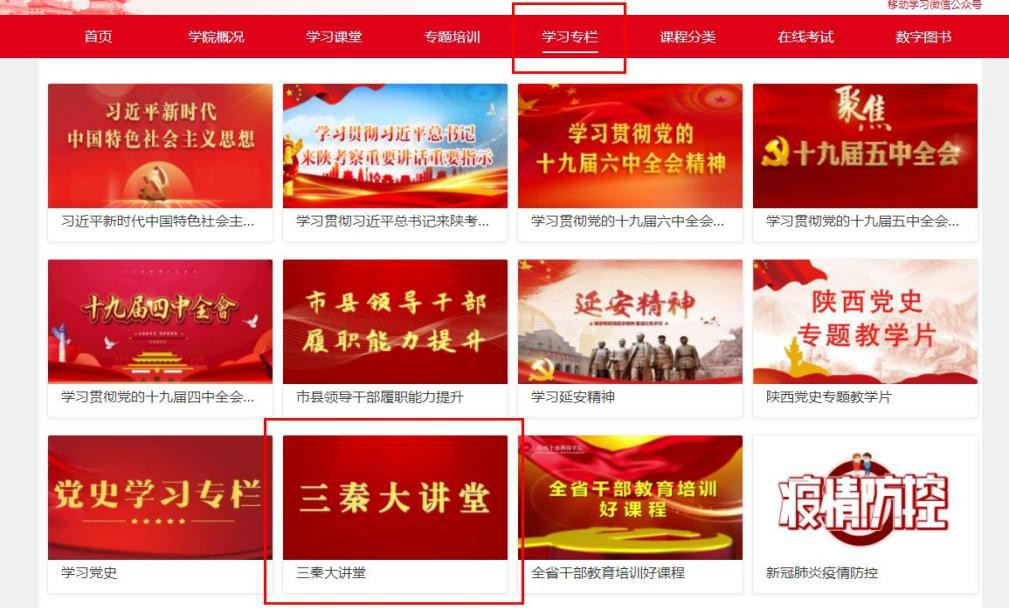 移动学习微信公众号
首页 学院概况 学习课堂 专题培训 学习专栏 课程分类 在线考试 数字图书
习近平新时代
中国特色社会主义思想
习近平新时代中国特色社会主...
学习贯彻习近平总书记
来陕考察重要讲话重要指示
学习贯彻习近平总书记来陕考...
学习贯彻党的
十九届六中全会精神
学习贯彻党的十九届六中全会...
聚焦
十九届五中全会
学习贯彻党的十九届五中全会...
十九届四中全会
学习贯彻党的十九届四中全会...
市县领导干部
履职能力提升
市县领导干部履职能力提升
延安精神
学习延安精神
陕西党史
专题教学片
陕西党史专题教学片
党史学习专栏
学习党史
三秦大讲堂
三秦大讲堂
全省干部教育培训
好课程
全省干部教育培训好课程
疫情防控
新冠肺炎疫情防控